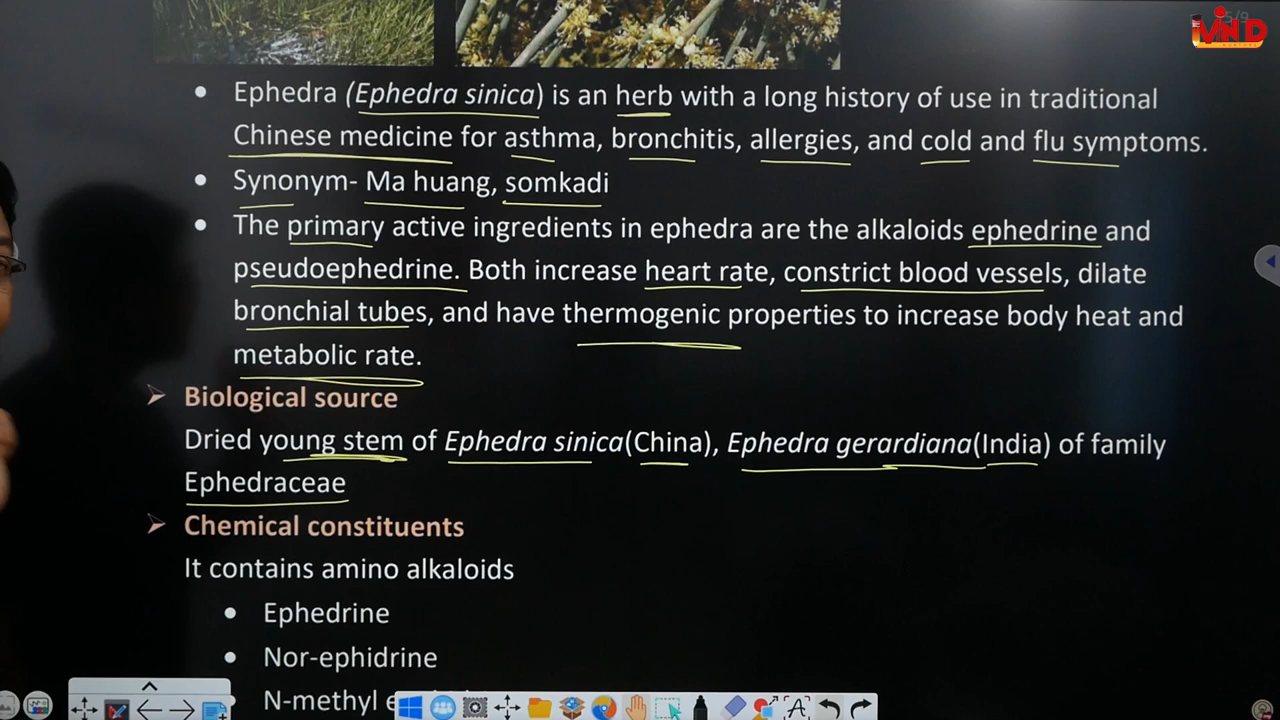 5/9
iMIND
Ephedra (Ephedra sinica) is an herb with a long history of use in traditional
Chinese medicine for asthma, bronchitis, allergies, and cold and flu symptoms.
Synonym- Ma huang, somkadi
The primary active ingredients in ephedra are the alkaloids ephedrine and
pseudoephedrine. Both increase heart rate, constrict blood vessels, dilate
bronchial tubes, and have thermogenic properties to increase body heat and
metabolic rate.
Biological source
Dried young stem of Ephedra sinica(China), Ephedra gerardiana(India) of family
Ephedraceae
Chemical constituents
It contains amino alkaloids
Ephedrine
Nor-ephidrine
N-methyl